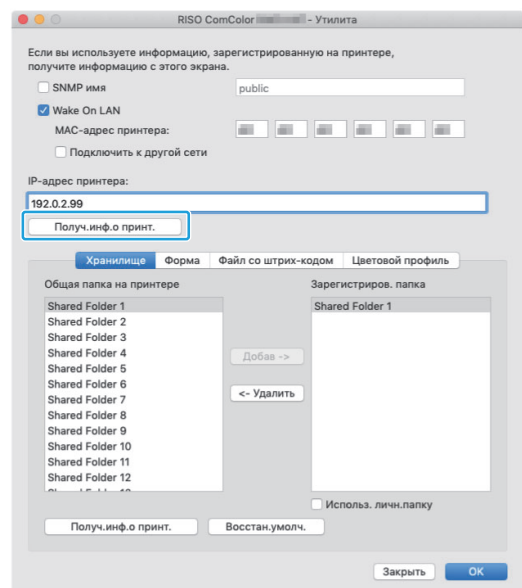 RISO ComColor - Утилита
Если вы используете информацию, зарегистрированную на принтере,
получите информацию с этого экрана.
SNMP имя
public
Wake On LAN
MAC-адрес принтера:
Подключить к другой сети
IP-адрес принтера:
192.0.2.99
Получ.инф.о принт.
Хранилище Форма Файл со штрих-кодом Цветовой профиль
Общая папка на принтере Зарегистриров. папка
Shared Folder 1 Shared Folder 1
Shared Folder 2
Shared Folder 3
Shared Folder 4
Shared Folder 5
Shared Folder 6
Shared Folder 7
Shared Folder 8
Shared Folder 9
Shared Folder 10
Shared Folder 11
Shared Folder 12
Добав ->
<- Удалить
Использ. личн.папку
Получ.инф.о принт. Восстан.умолч.
Закрыть OK